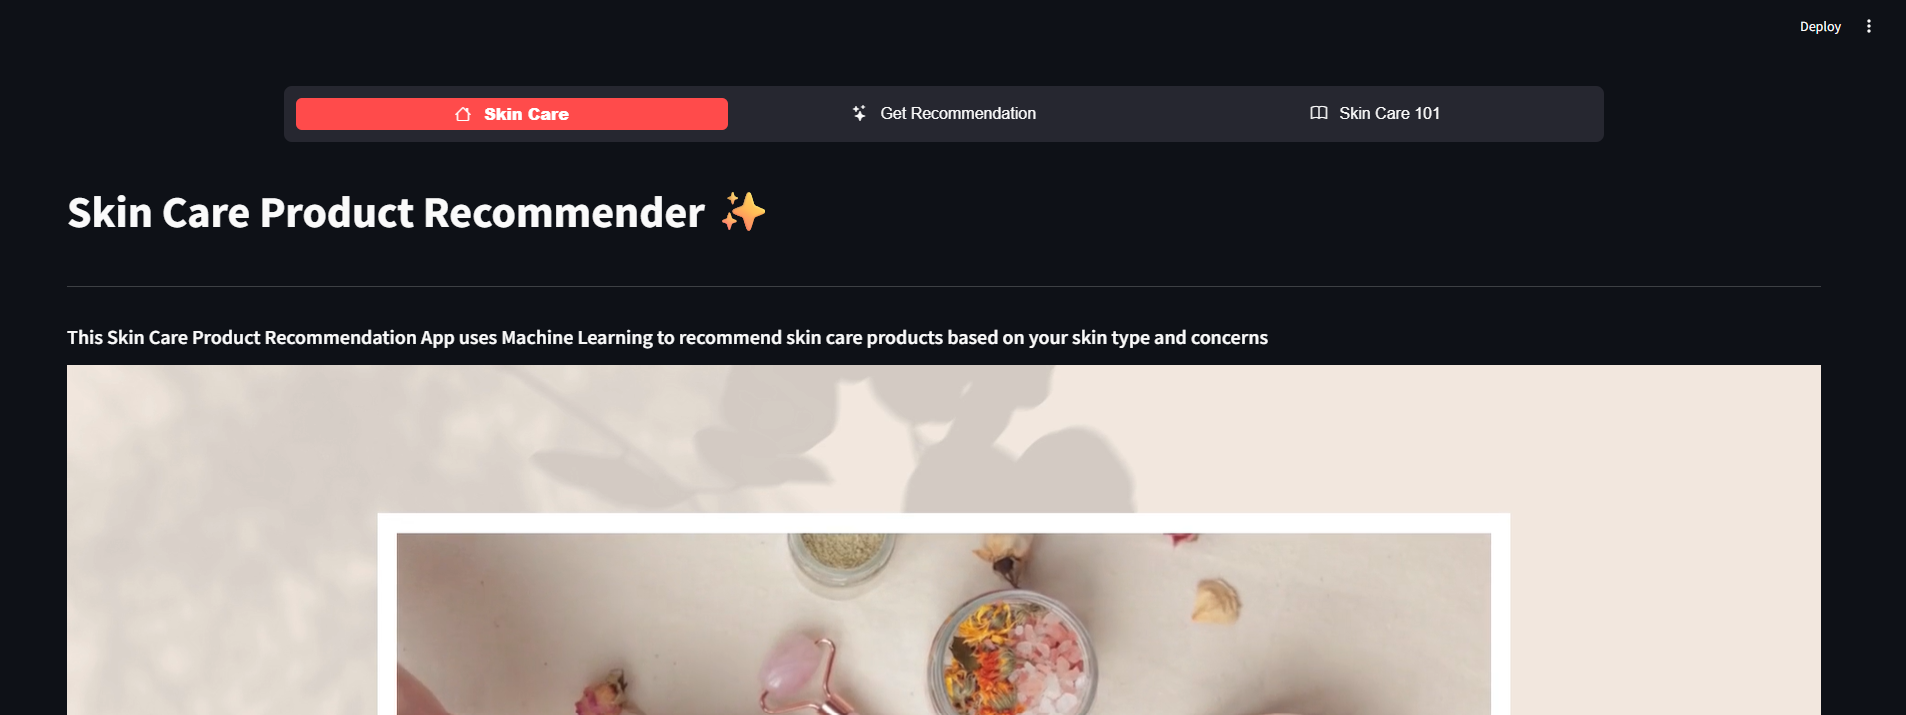 Deploy
Skin Care
Get Recommendation
Skin Care 101
Skin Care Product Recommender ✨
This Skin Care Product Recommendation App uses Machine Learning to recommend skin care products based on your skin type and concerns